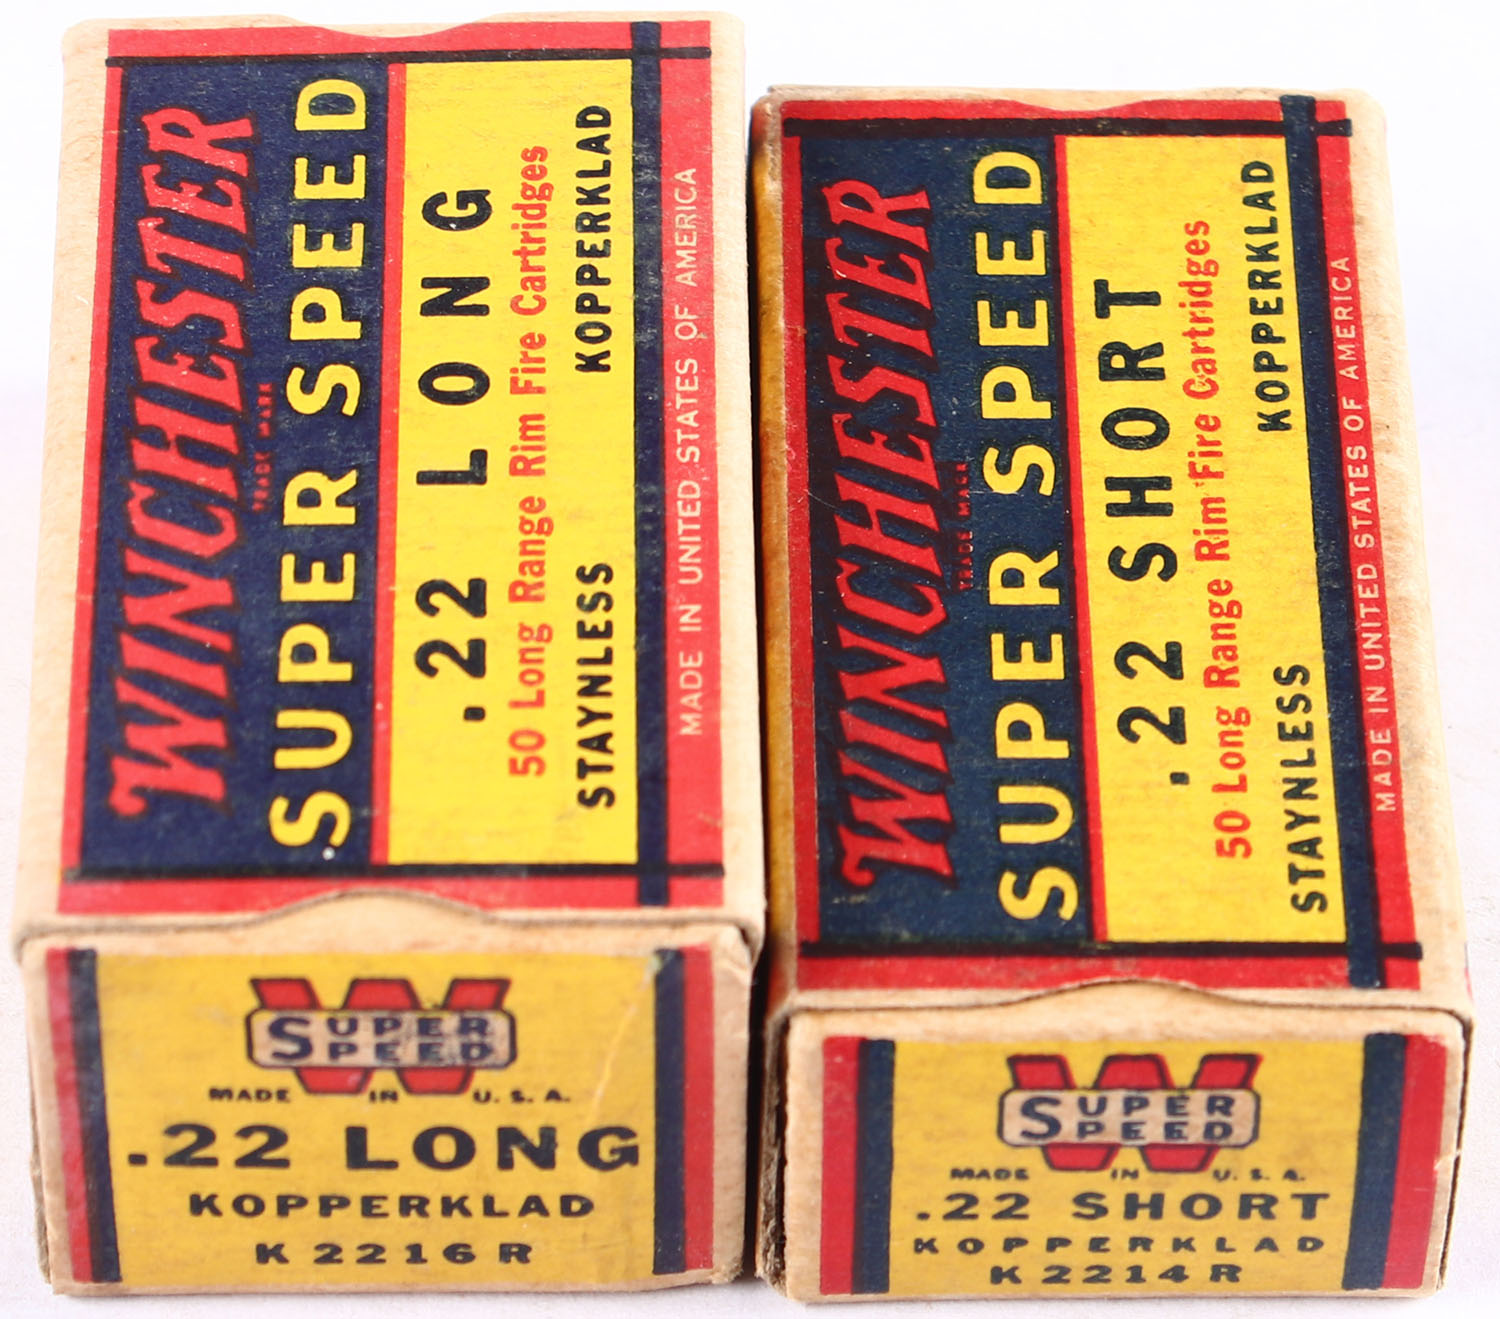 WINCHESTER
TRADE MARK
SUPER SPEED
.22 LONG
50 Long Range Rim Fire Cartridges
STAYNLESS KOPPERKLAD
MADE IN UNITED STATES OF AMERICA
W
SUPER
SPEED
MADE IN U.S.A.
.22 LONG
KOPPERKLAD
K2216R
WINCHESTER
TRADE MARK
SUPER SPEED
.22 SHORT
50 Long Range Rim Fire Cartridges
STAYNLESS KOPPERKLAD
MADE IN UNITED STATES OF AMERICA
W
SUPER
SPEED
MADE IN U.S.A.
.22 SHORT
KOPPERKLAD
K2214R